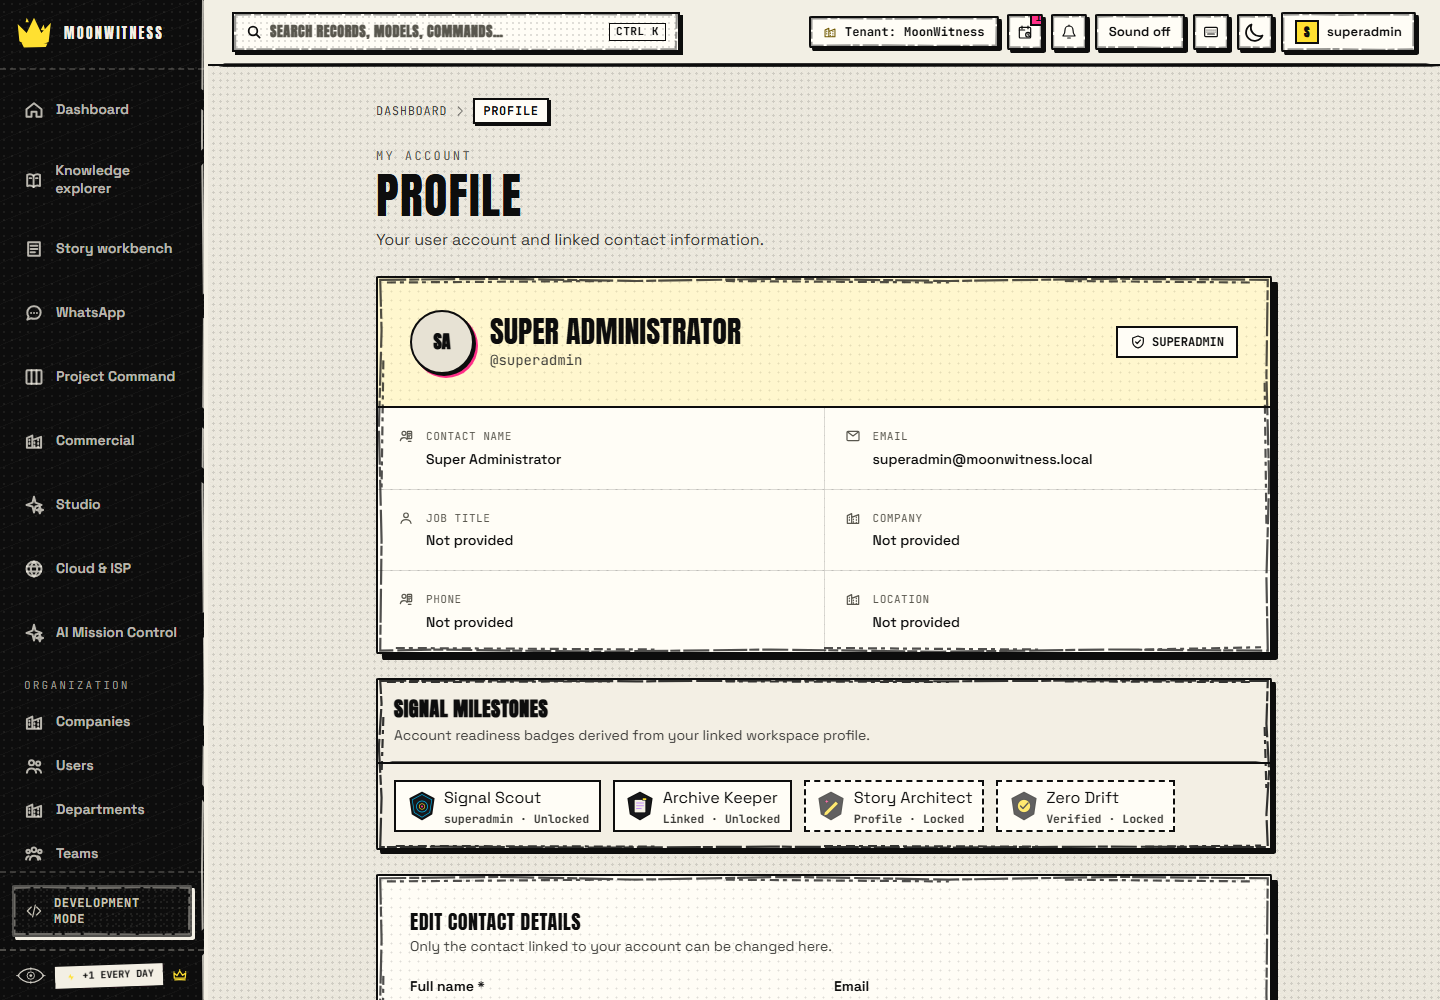 MOONWITNESS
SEARCH RECORDS, MODELS, COMMANDS...
CTRL K
Tenant: MoonWitness
Sound off
S
superadmin
Dashboard
Knowledge
explorer
Story workbench
WhatsApp
Project Command
Commercial
Studio
Cloud & ISP
AI Mission Control
ORGANIZATION
Companies
Users
Departments
Teams
DEVELOPMENT
MODE
+1 EVERY DAY
DASHBOARD
PROFILE
MY ACCOUNT
PROFILE
Your user account and linked contact information.
SA
SUPER ADMINISTRATOR
@superadmin
SUPERADMIN
CONTACT NAME
Super Administrator
EMAIL
superadmin@moonwitness.local
JOB TITLE
Not provided
COMPANY
Not provided
PHONE
Not provided
LOCATION
Not provided
SIGNAL MILESTONES
Account readiness badges derived from your linked workspace profile.
Signal Scout
superadmin · Unlocked
Archive Keeper
Linked · Unlocked
Story Architect
Profile · Locked
Zero Drift
Verified · Locked
EDIT CONTACT DETAILS
Only the contact linked to your account can be changed here.
Full name *
Email